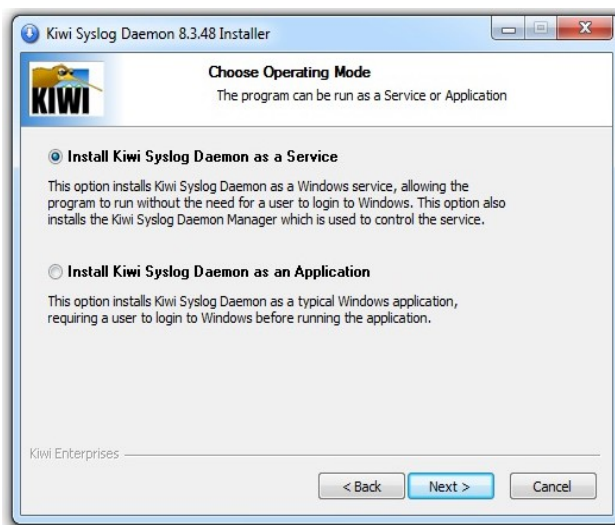 Kiwi Syslog Daemon 8.3.48 Installer
KIWI
Choose Operating Mode
The program can be run as a Service or Application
Install Kiwi Syslog Daemon as a Service
This option installs Kiwi Syslog Daemon as a Windows service, allowing the
program to run without the need for a user to login to Windows. This option also
installs the Kiwi Syslog Daemon Manager which is used to control the service.
Install Kiwi Syslog Daemon as an Application
This option installs Kiwi Syslog Daemon as a typical Windows application,
requiring a user to login to Windows before running the application.
Kiwi Enterprises
< Back Next > Cancel